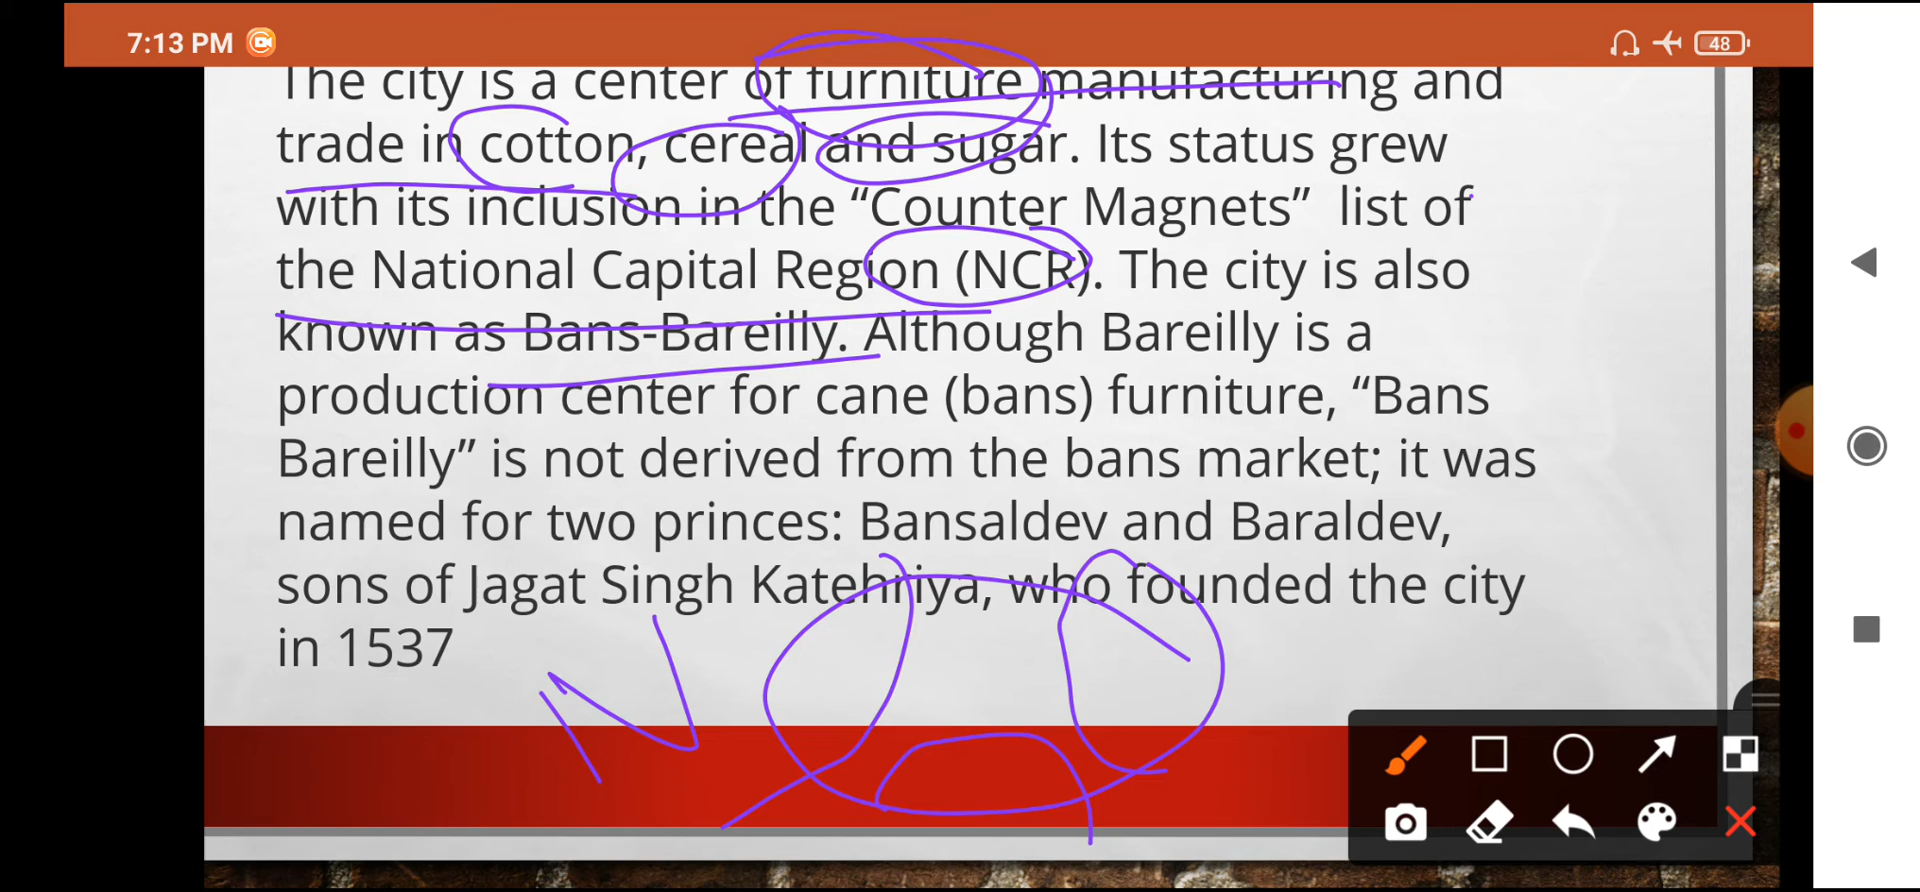 7:13 PM
48
The city is a center of furniture manufacturing and
trade in cotton, cereal and sugar. Its status grew
with its inclusion in the “Counter Magnets” list of
the National Capital Region (NCR). The city is also
known as Bans-Bareilly. Although Bareilly is a
production center for cane (bans) furniture, “Bans
Bareilly” is not derived from the bans market; it was
named for two princes: Bansaldev and Baraldev,
sons of Jagat Singh Katehriya, who founded the city
in 1537
N